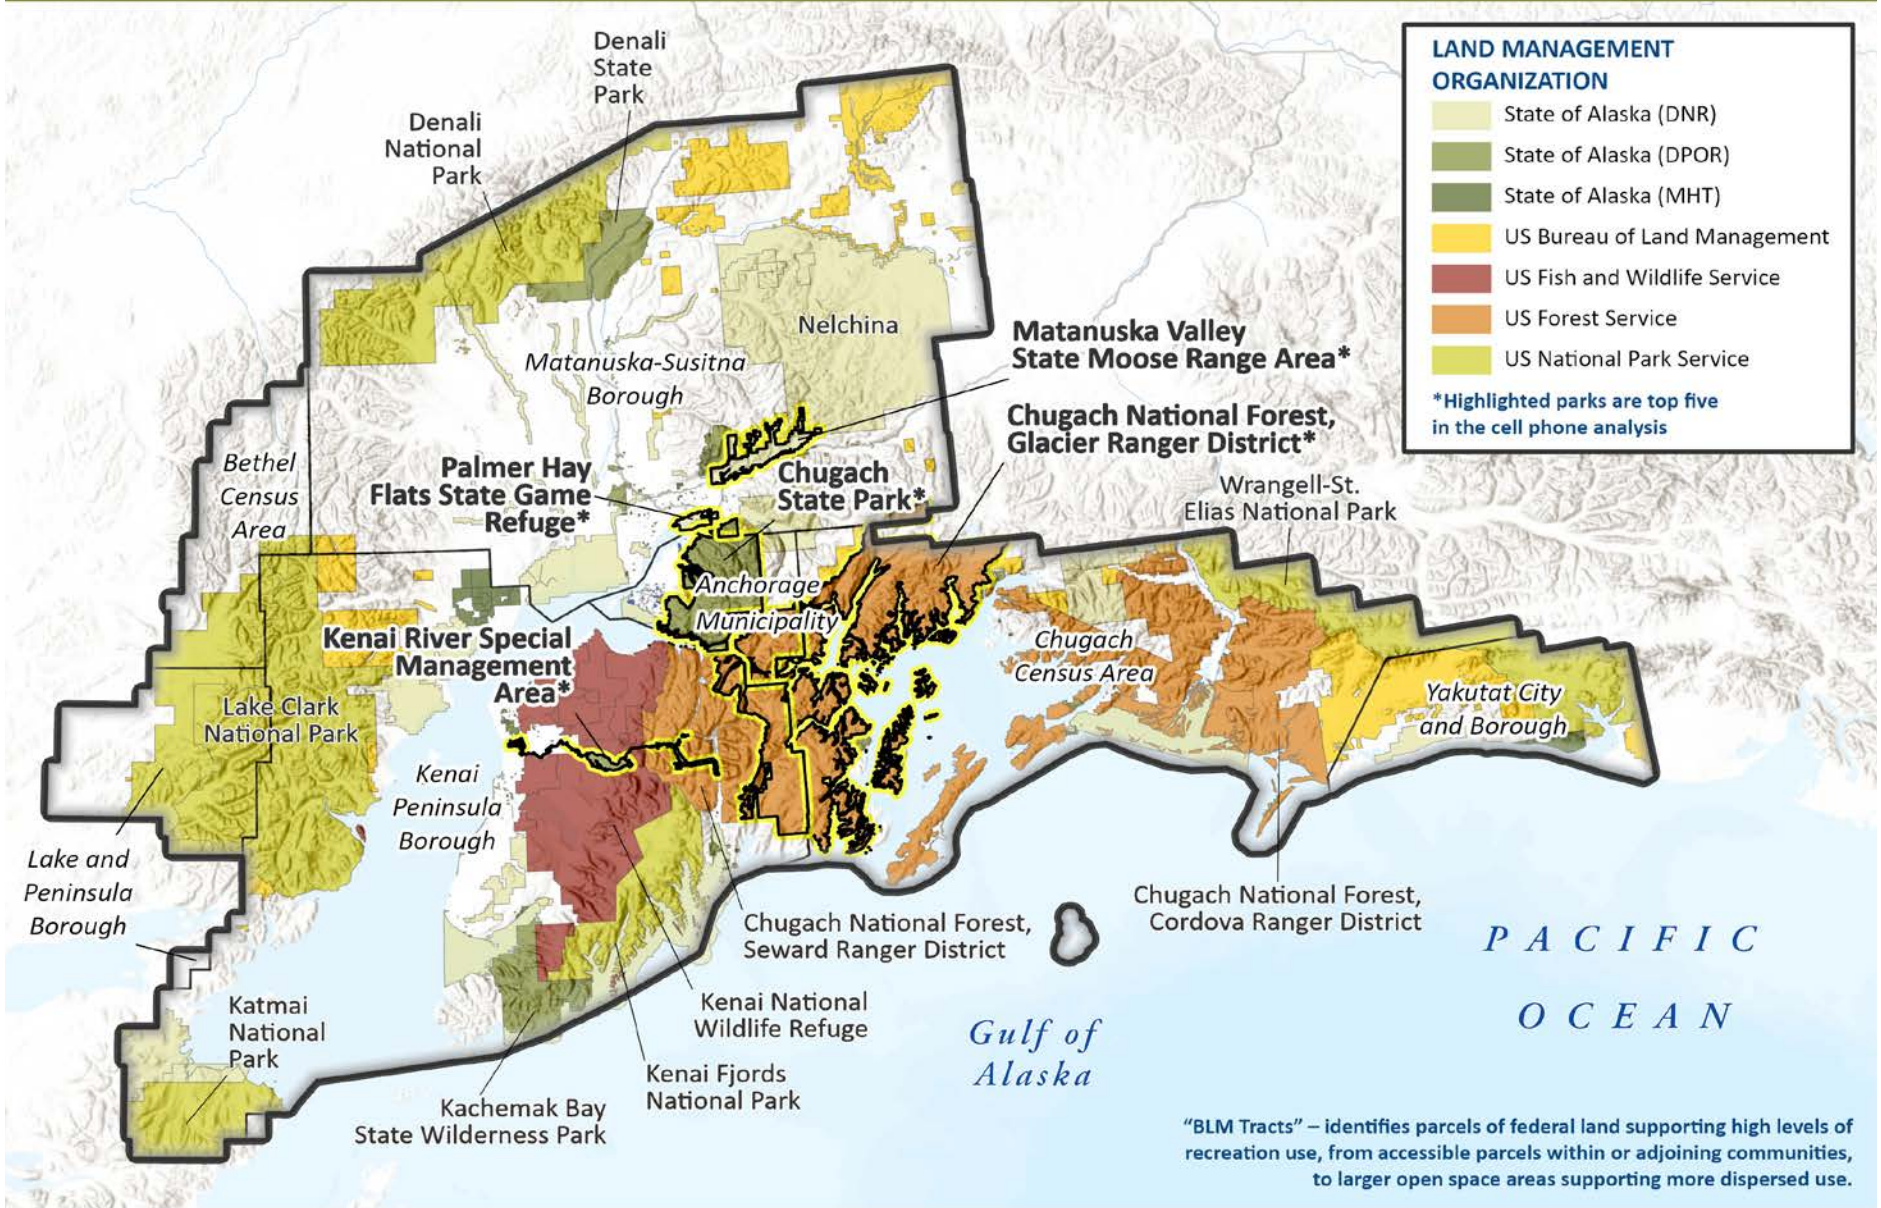 Denali
State
Park
Denali
National
Park
LAND MANAGEMENT
ORGANIZATION
State of Alaska (DNR)
State of Alaska (DPOR)
State of Alaska (MHT)
US Bureau of Land Management
US Fish and Wildlife Service
US Forest Service
US National Park Service
*Highlighted parks are top five
in the cell phone analysis
Nelchina
Matanuska-Susitna
Borough
Matanuska Valley
State Moose Range Area*
Chugach National Forest,
Glacier Ranger District*
Bethel
Census
Area
Palmer Hay
Flats State Game
Refuge*
Chugach
State Park*
Wrangell-St.
Elias National Park
Anchorage
Municipality
Kenai River Special
Management
Area*
Chugach
Census Area
Lake Clark
National Park
Yakutat City
and Borough
Kenai
Peninsula
Borough
Lake and
Peninsula
Borough
Chugach National Forest,
Seward Ranger District
Chugach National Forest,
Cordova Ranger District
PACIFIC
OCEAN
Katmai
National
Park
Kenai National
Wildlife Refuge
Gulf of
Alaska
Kenai Fjords
National Park
Kachemak Bay
State Wilderness Park
“BLM Tracts” – identifies parcels of federal land supporting high levels of
recreation use, from accessible parcels within or adjoining communities,
to larger open space areas supporting more dispersed use.